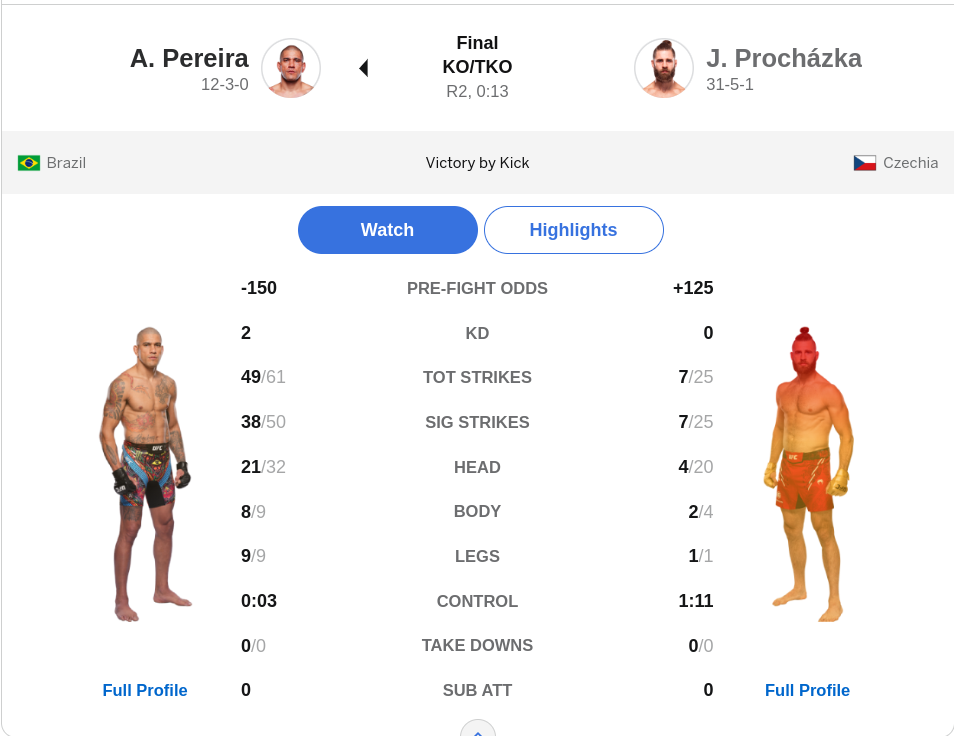 A. Pereira
12-3-0
Final
KO/TKO
R2, 0:13
J. Procházka
31-5-1
Brazil
Victory by Kick
Czechia
Watch
Highlights
-150 PRE-FIGHT ODDS +125
2 KD 0
49/61 TOT STRIKES 7/25
38/50 SIG STRIKES 7/25
21/32 HEAD 4/20
8/9 BODY 2/4
9/9 LEGS 1/1
0:03 CONTROL 1:11
0/0 TAKE DOWNS 0/0
Full Profile 0 SUB ATT 0 Full Profile
UFC
UFC